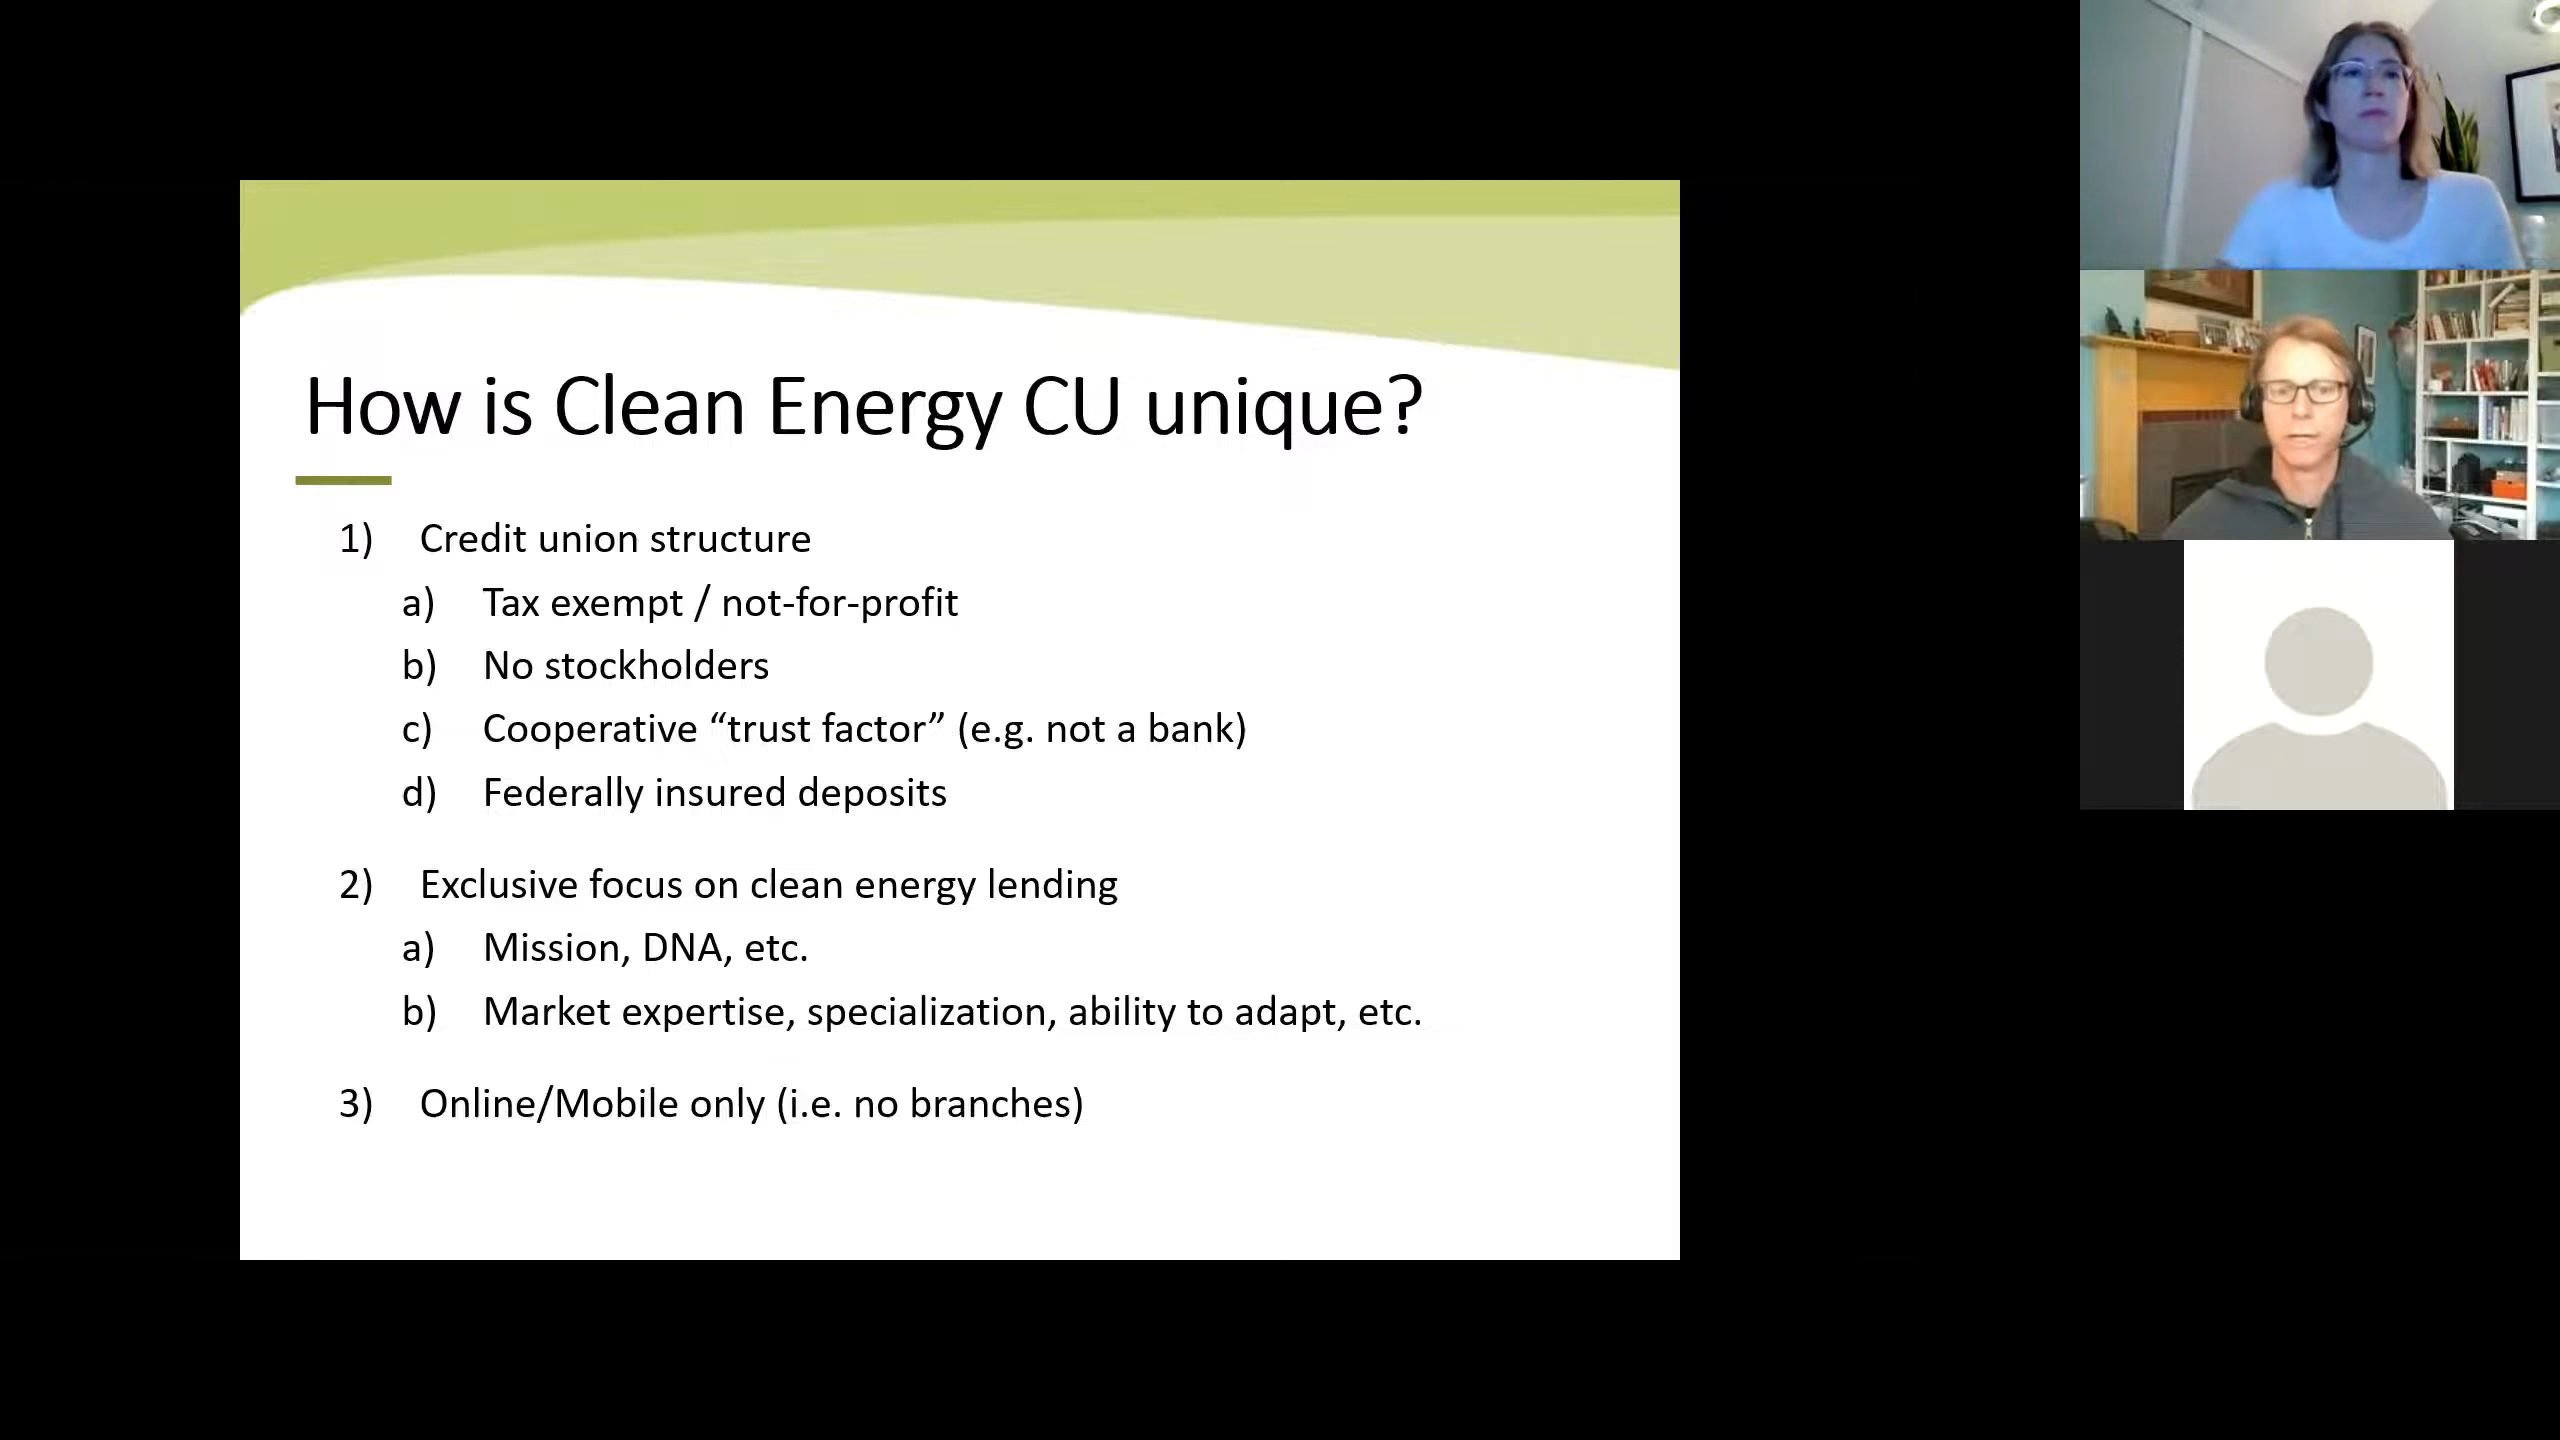 How is Clean Energy CU unique?
1) Credit union structure
a) Tax exempt / not-for-profit
b) No stockholders
c) Cooperative “trust factor” (e.g. not a bank)
d) Federally insured deposits
2) Exclusive focus on clean energy lending
a) Mission, DNA, etc.
b) Market expertise, specialization, ability to adapt, etc.
3) Online/Mobile only (i.e. no branches)